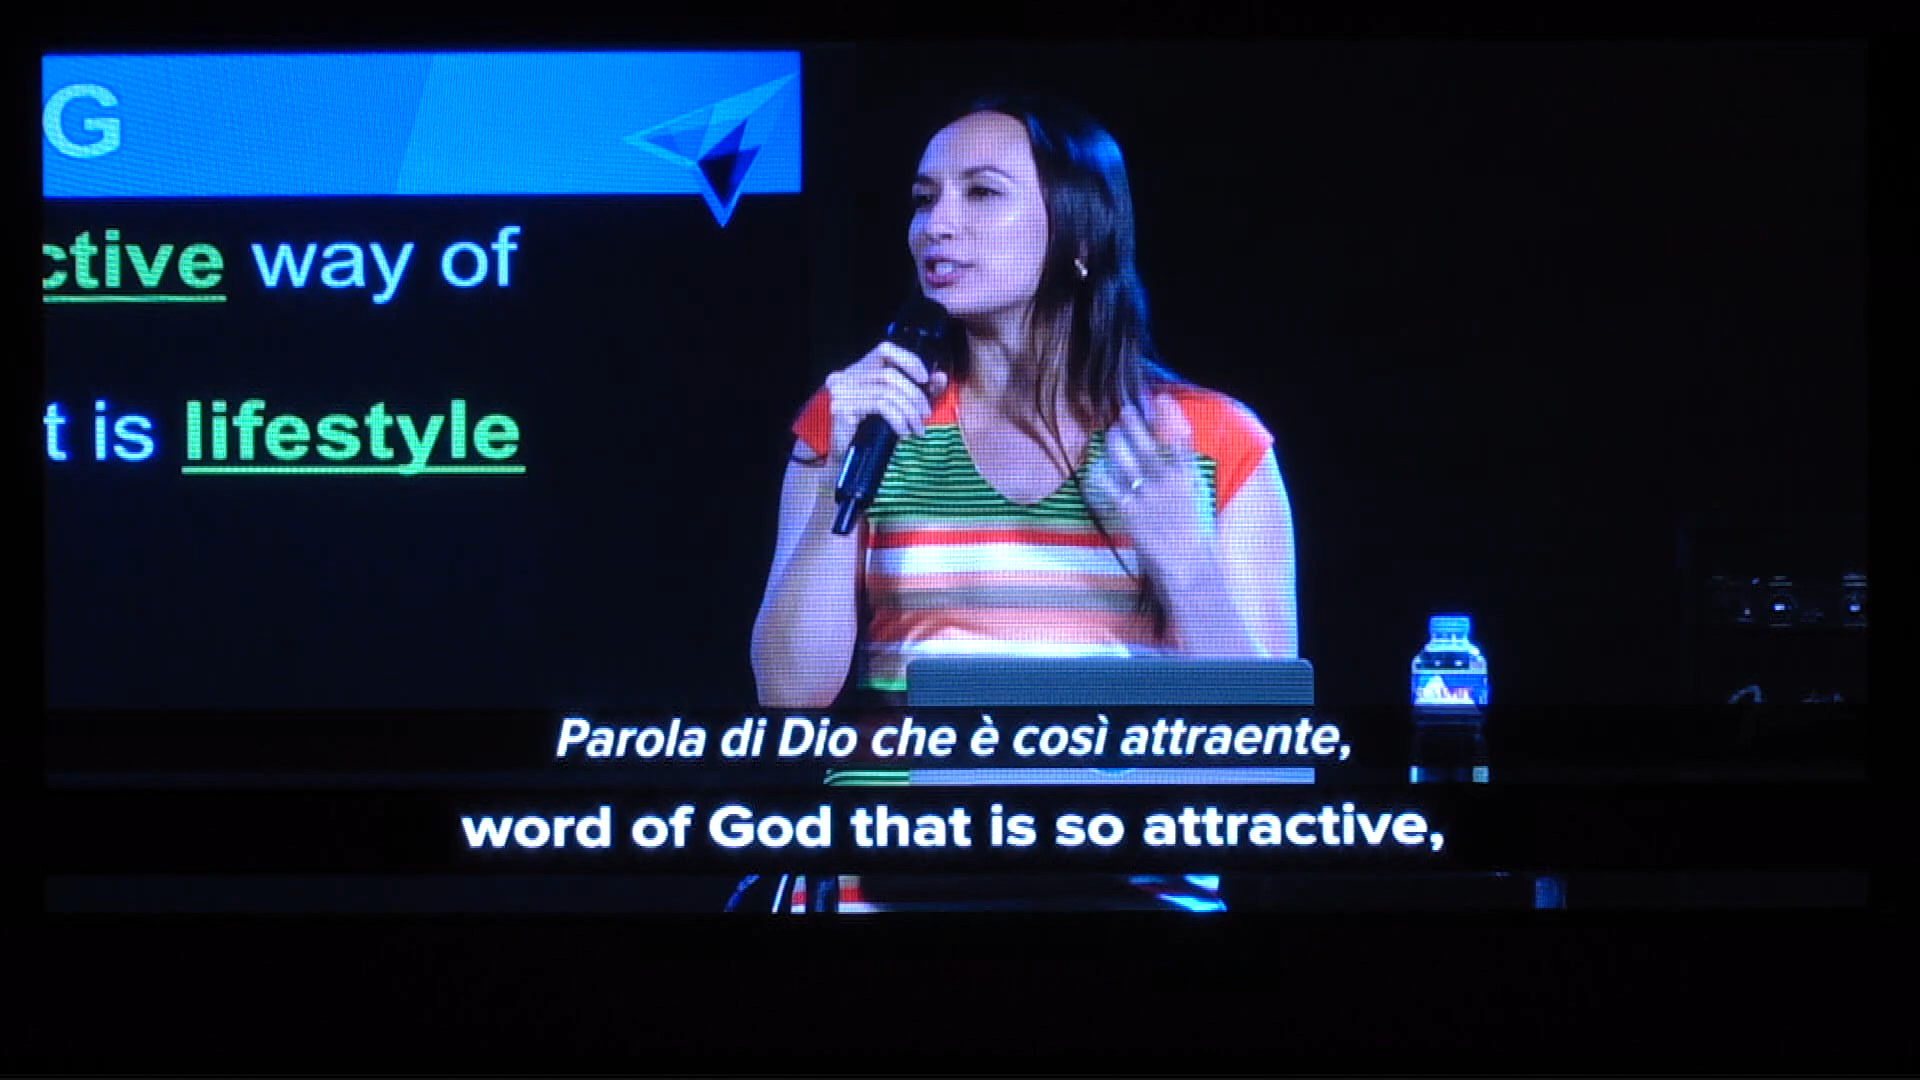 G
ctive way of
t is lifestyle
Parola di Dio che è così attraente,
word of God that is so attractive,